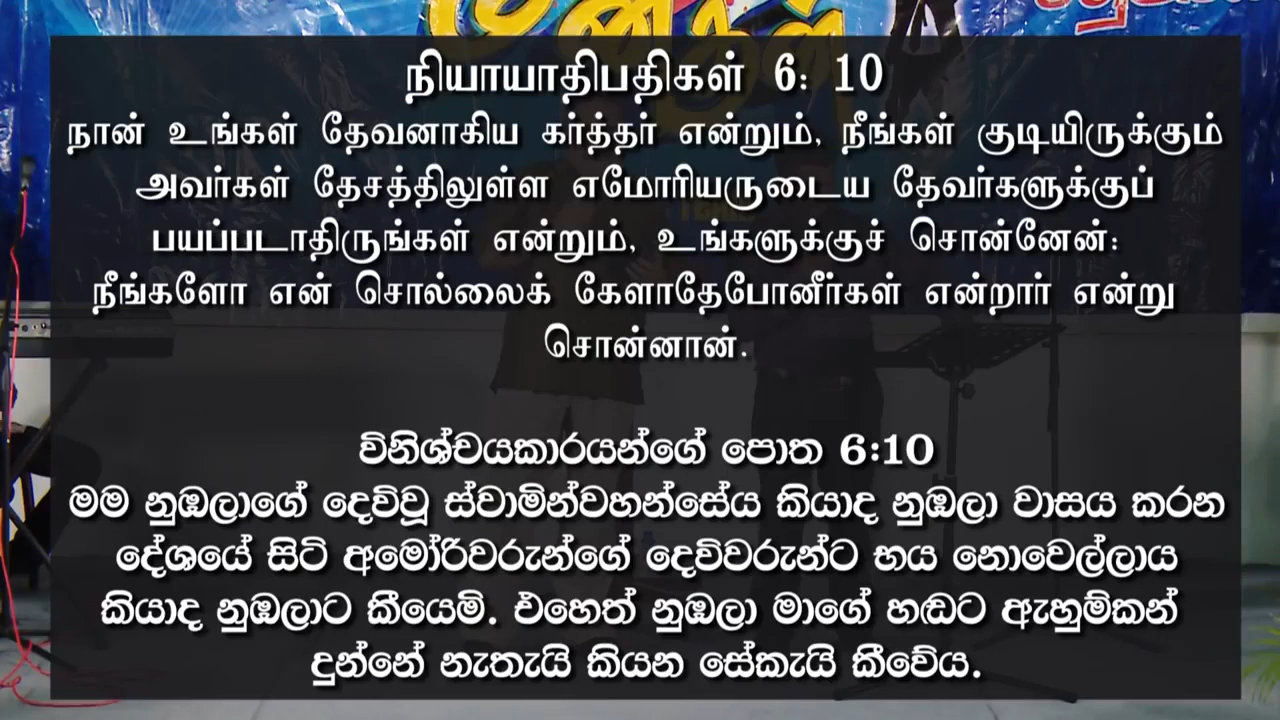 நியாயாதிபதிகள் 6: 10
நான் உங்கள் தேவனாகிய கர்த்தர் என்றும், நீங்கள் குடியிருக்கும்
அவர்கள் தேசத்திலுள்ள எமோரியருடைய தேவர்களுக்குப்
பயப்படாதிருங்கள் என்றும், உங்களுக்குச் சொன்னேன்;
நீங்களோ என் சொல்லைக் கேளாதேபோனீர்கள் என்றார் என்று
சொன்னான்.
විනිශ්චයකාරයන්ගේ පොත 6:10
මම නුඹලාගේ දෙවිවූ ස්වාමින්වහන්සේය කියාද නුඹලා වාසය කරන
දේශයේ සිටි අමෝරිවරුන්ගේ දෙවිවරුන්ට භය නොවෙල්ලාය
කියාද නුඹලාට කීයෙමි. එහෙත් නුඹලා මාගේ හඬට ඇහුම්කන්
දුන්නේ නැතැයි කියන සේකැයි කීවේය.